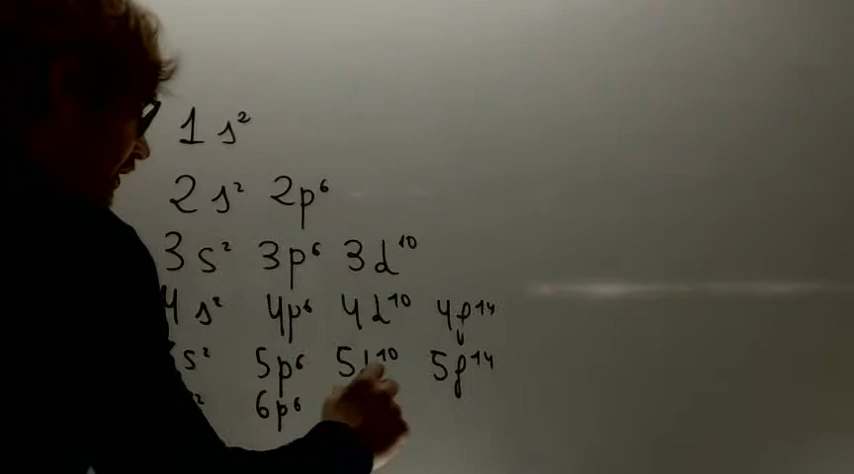 1 s²
2 s² 2p⁶
3 s² 3p⁶ 3d¹⁰
4 s² 4p⁶ 4d¹⁰ 4f¹⁴
s² 5p⁶ 5d¹⁰ 5f¹⁴
² 6p⁶